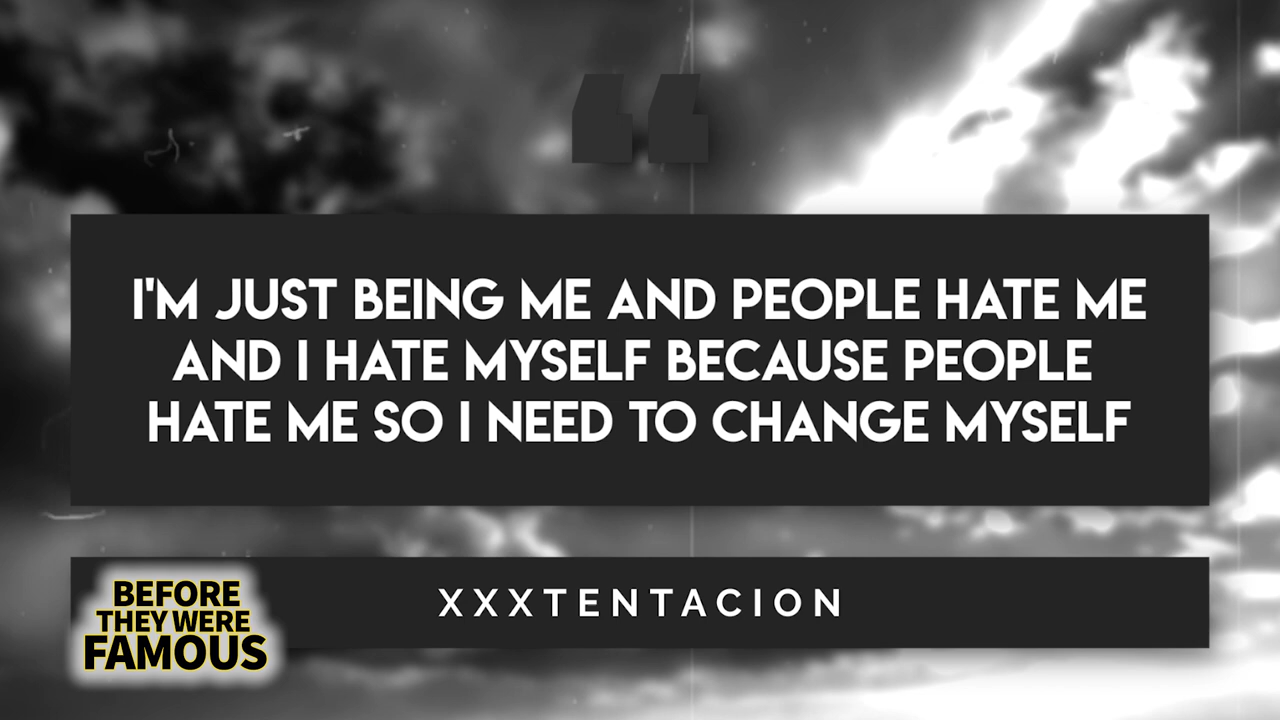 “
I'M JUST BEING ME AND PEOPLE HATE ME
AND I HATE MYSELF BECAUSE PEOPLE
HATE ME SO I NEED TO CHANGE MYSELF
XXXTENTACION
BEFORE
THEY WERE
FAMOUS